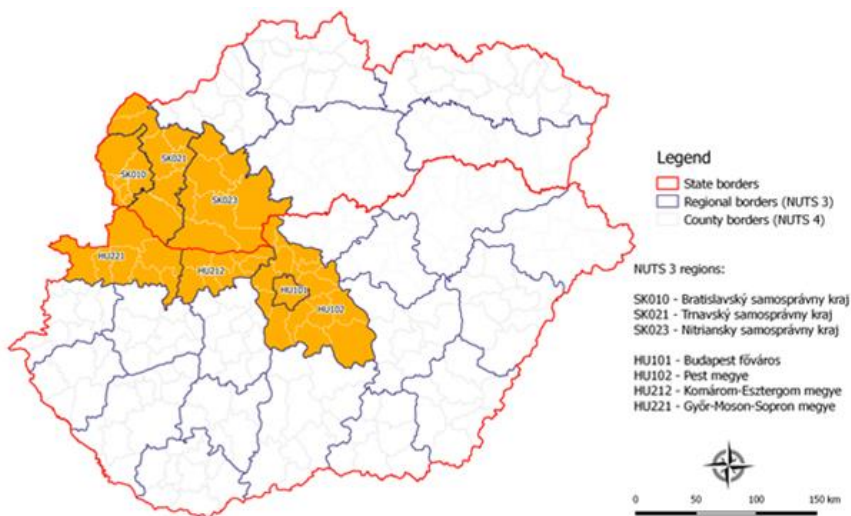 SK021
SK010
SK023
HU221
HU212
HU101
HU102
Legend
State borders
Regional borders (NUTS 3)
County borders (NUTS 4)
NUTS 3 regions:
SK010 - Bratislavský samosprávny kraj
SK021 - Trnavský samosprávny kraj
SK023 - Nitriansky samosprávny kraj
HU101 - Budapest főváros
HU102 - Pest megye
HU212 - Komárom-Esztergom megye
HU221 - Győr-Moson-Sopron megye
0 50 100 150 km